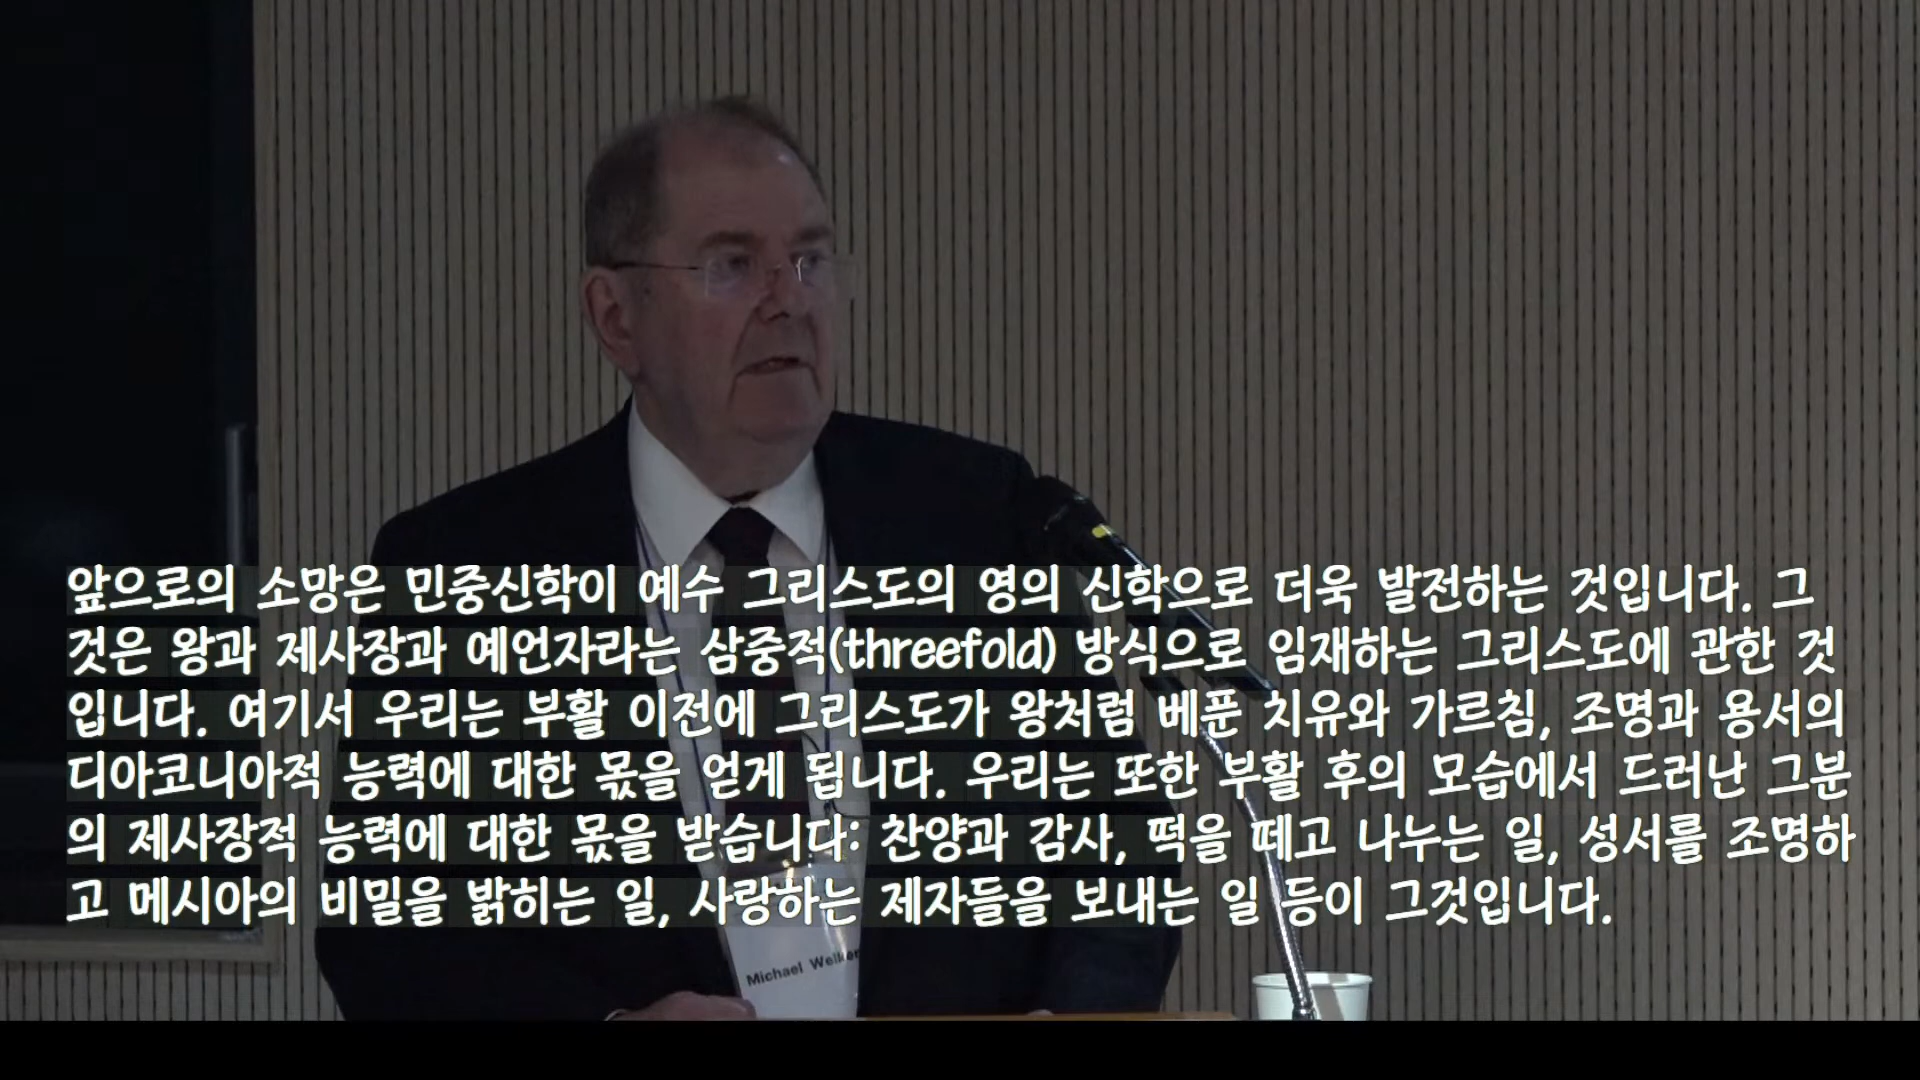 앞으로의 소망은 민중신학이 예수 그리스도의 영의 신학으로 더욱 발전하는 것입니다. 그
것은 왕과 제사장과 예언자라는 삼중적(threefold) 방식으로 임재하는 그리스도에 관한 것
입니다. 여기서 우리는 부활 이전에 그리스도가 왕처럼 베푼 치유와 가르침, 조명과 용서의
디아코니아적 능력에 대한 몫을 얻게 됩니다. 우리는 또한 부활 후의 모습에서 드러난 그분
의 제사장적 능력에 대한 몫을 받습니다: 찬양과 감사, 떡을 떼고 나누는 일, 성서를 조명하
고 메시아의 비밀을 밝히는 일, 사랑하는 제자들을 보내는 일 등이 그것입니다.
Michael Welker